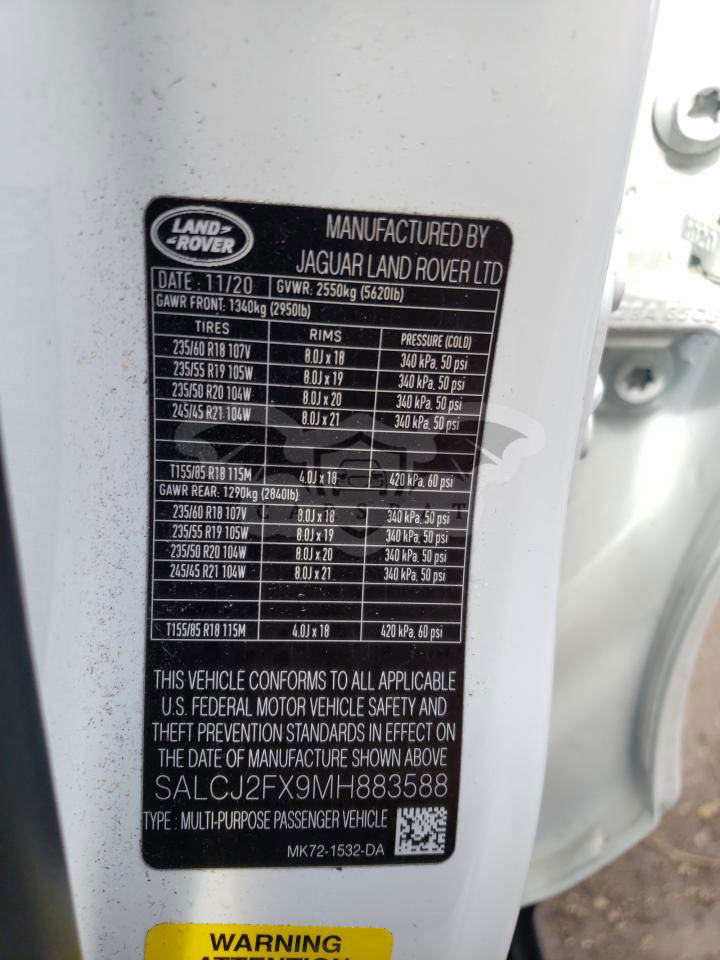 LAND-
-ROVER
MANUFACTURED BY
JAGUAR LAND ROVER LTD
DATE : 11/20 GVWR: 2550kg (5620lb)
GAWR FRONT: 1340kg (2950lb)
TIRES RIMS PRESSURE (COLD)
235/60 R18 107V 8.0J x 18 340 kPa, 50 psi
235/55 R19 105W 8.0J x 19 340 kPa, 50 psi
235/50 R20 104W 8.0J x 20 340 kPa, 50 psi
245/45 R21 104W 8.0J x 21 340 kPa, 50 psi
T155/85 R18 115M 4.0J x 18 420 kPa, 60 psi
GAWR REAR: 1290kg (2840lb)
235/60 R18 107V 8.0J x 18 340 kPa, 50 psi
235/55 R19 105W 8.0J x 19 340 kPa, 50 psi
235/50 R20 104W 8.0J x 20 340 kPa, 50 psi
245/45 R21 104W 8.0J x 21 340 kPa, 50 psi
T155/85 R18 115M 4.0J x 18 420 kPa, 60 psi
THIS VEHICLE CONFORMS TO ALL APPLICABLE
U.S. FEDERAL MOTOR VEHICLE SAFETY AND
THEFT PREVENTION STANDARDS IN EFFECT ON
THE DATE OF MANUFACTURE SHOWN ABOVE
SALCJ2FX9MH883588
TYPE : MULTI-PURPOSE PASSENGER VEHICLE
MK72-1532-DA
WARNING
ATTENTION